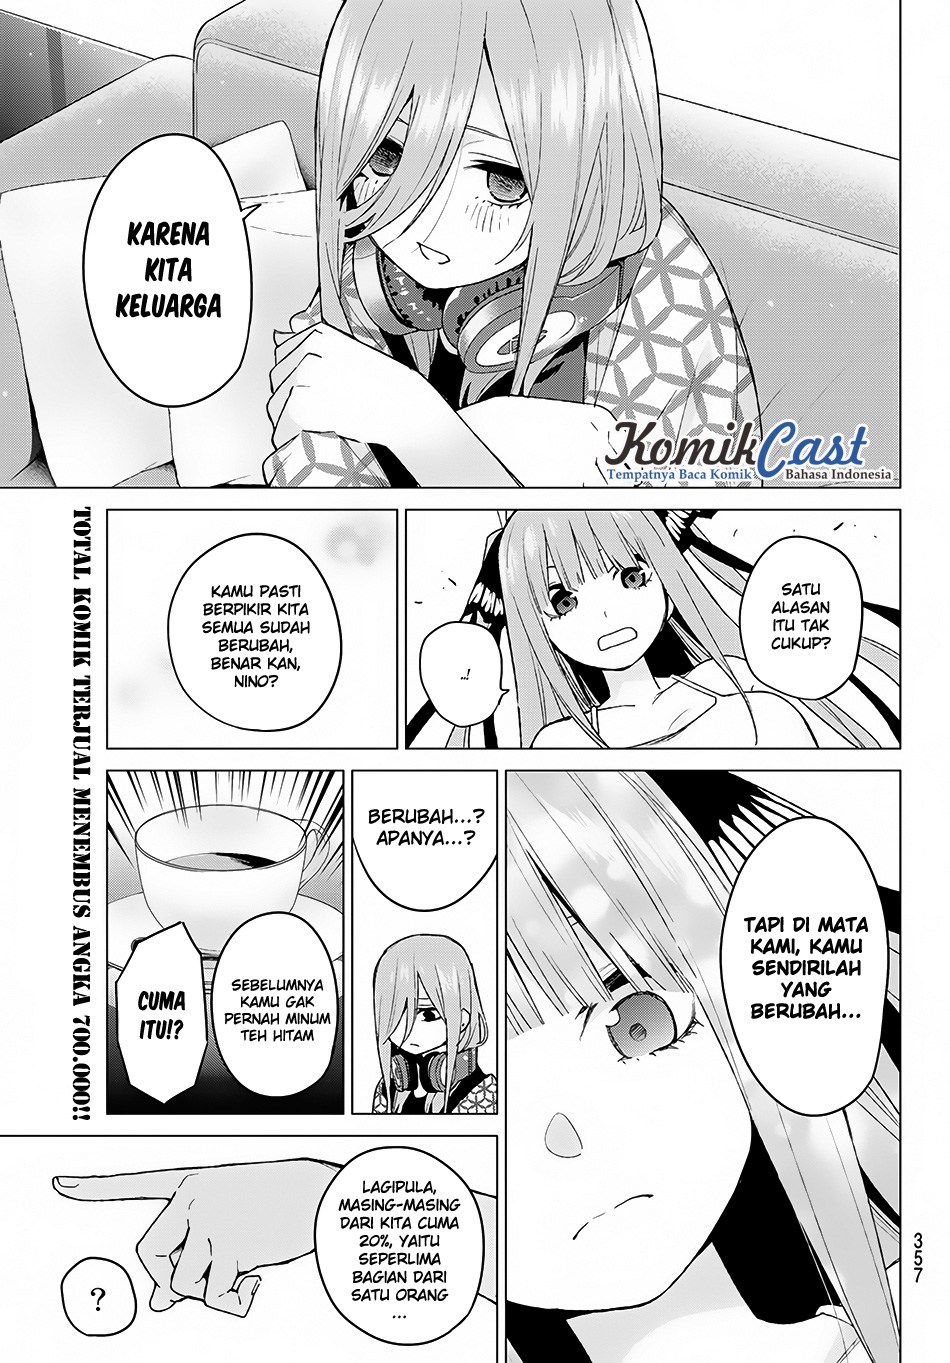 KARENA
KITA
KELUARGA
KomikCast
Tempatnya Baca Komik Bahasa Indonesia
SATU
ALASAN
ITU TAK
CUKUP?
..!
KAMU PASTI
BERPIKIR KITA
SEMUA SUDAH
BERUBAH,
BENAR KAN,
NINO?
TOTAL KOMIK TERJUAL MENEMBUS ANGKA 700.000!!
TAPI DI MATA
KAMI, KAMU
SENDIRILAH
YANG
BERUBAH...
BERUBAH...?
APANYA...?
SEBELUMNYA
KAMU GAK
PERNAH MINUM
TEH HITAM
CUMA
ITU!?
LAGIPULA,
MASING-MASING
DARI KITA CUMA
20%, YAITU
SEPERLIMA
BAGIAN DARI
SATU ORANG
...
?
357